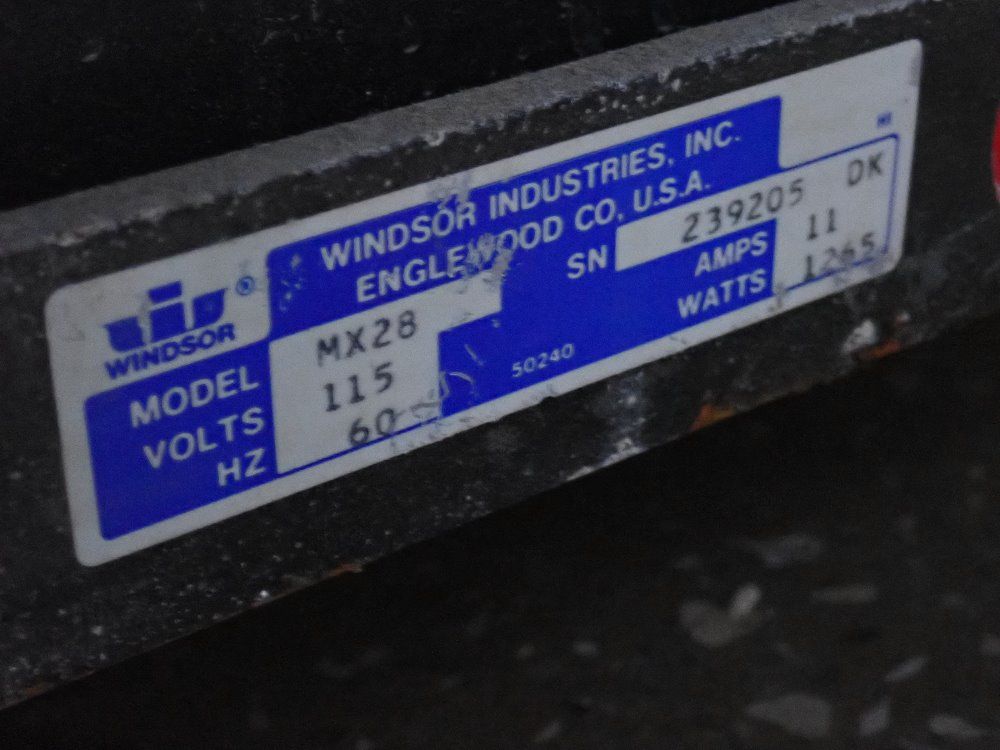 WINDSOR INDUSTRIES, INC.
ENGLEWOOD CO, U.S.A.
® WINDSOR
MODEL MX28
VOLTS 115
HZ 60
SN 239205 DK
AMPS 11
WATTS 1265
50240